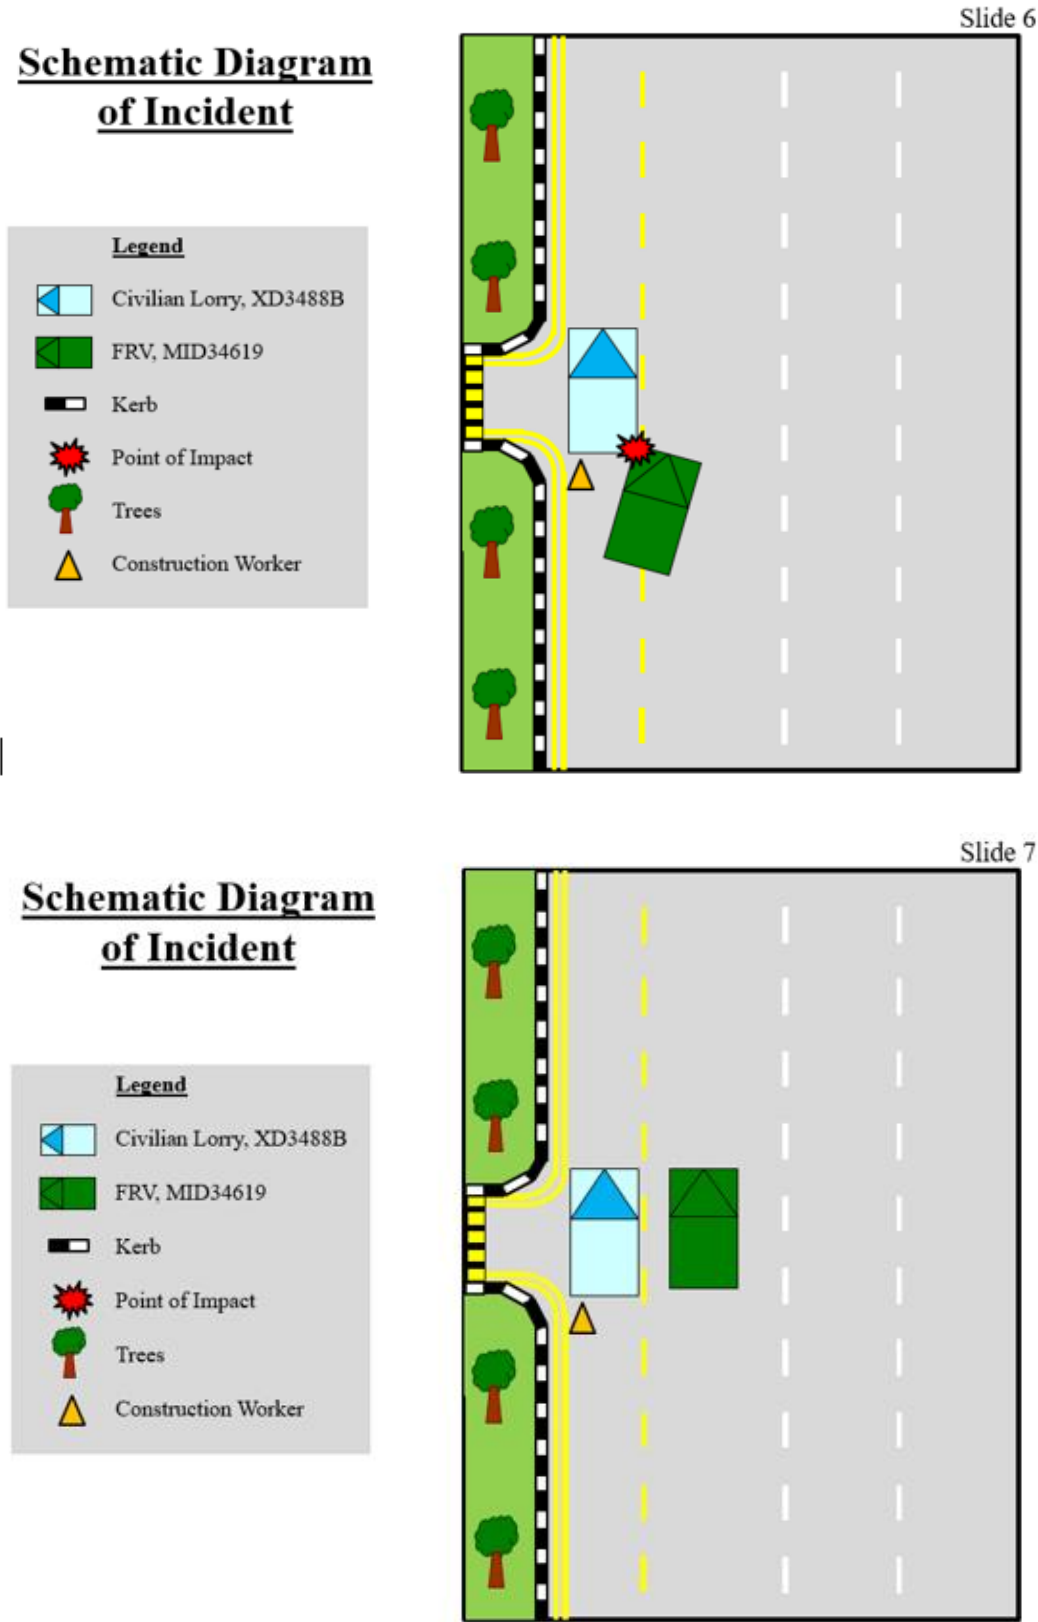 Slide 6
Schematic Diagram
of Incident
Legend
Civilian Lorry, XD3488B
FRV, MID34619
Kerb
Point of Impact
Trees
Construction Worker
Slide 7
Schematic Diagram
of Incident
Legend
Civilian Lorry, XD3488B
FRV, MID34619
Kerb
Point of Impact
Trees
Construction Worker